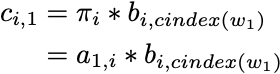 c_{i,1} = π_i * b_{i,cindex(w_1)}
= a_{1,i} * b_{i,cindex(w_1)}